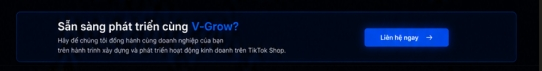 Sẵn sàng phát triển cùng V-Grow?
Hãy để chúng tôi đồng hành cùng doanh nghiệp của bạn
trên hành trình xây dựng và phát triển hoạt động kinh doanh trên TikTok Shop.
Liên hệ ngay →